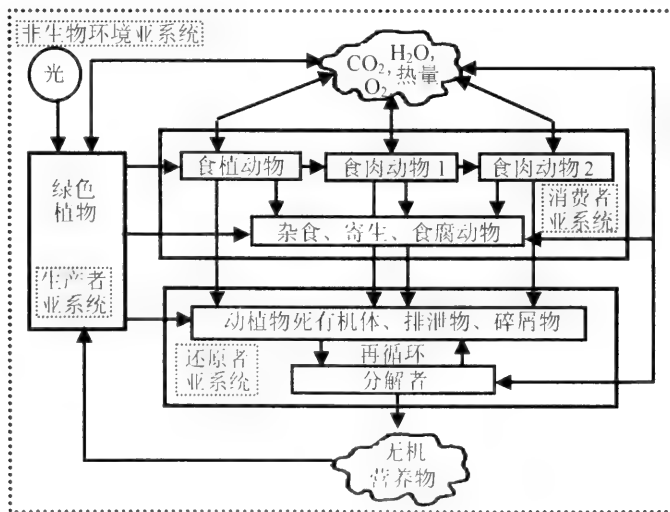 非生物环境亚系统
光
CO2,
H2O,
热量
O2
绿色
植物
生产者
亚系统
食植动物
食肉动物1
食肉动物2
消费者
亚系统
杂食、寄生、食腐动物
动植物死有机体、排泄物、碎屑物
还原者
亚系统
再循环
分解者
无机
营养物